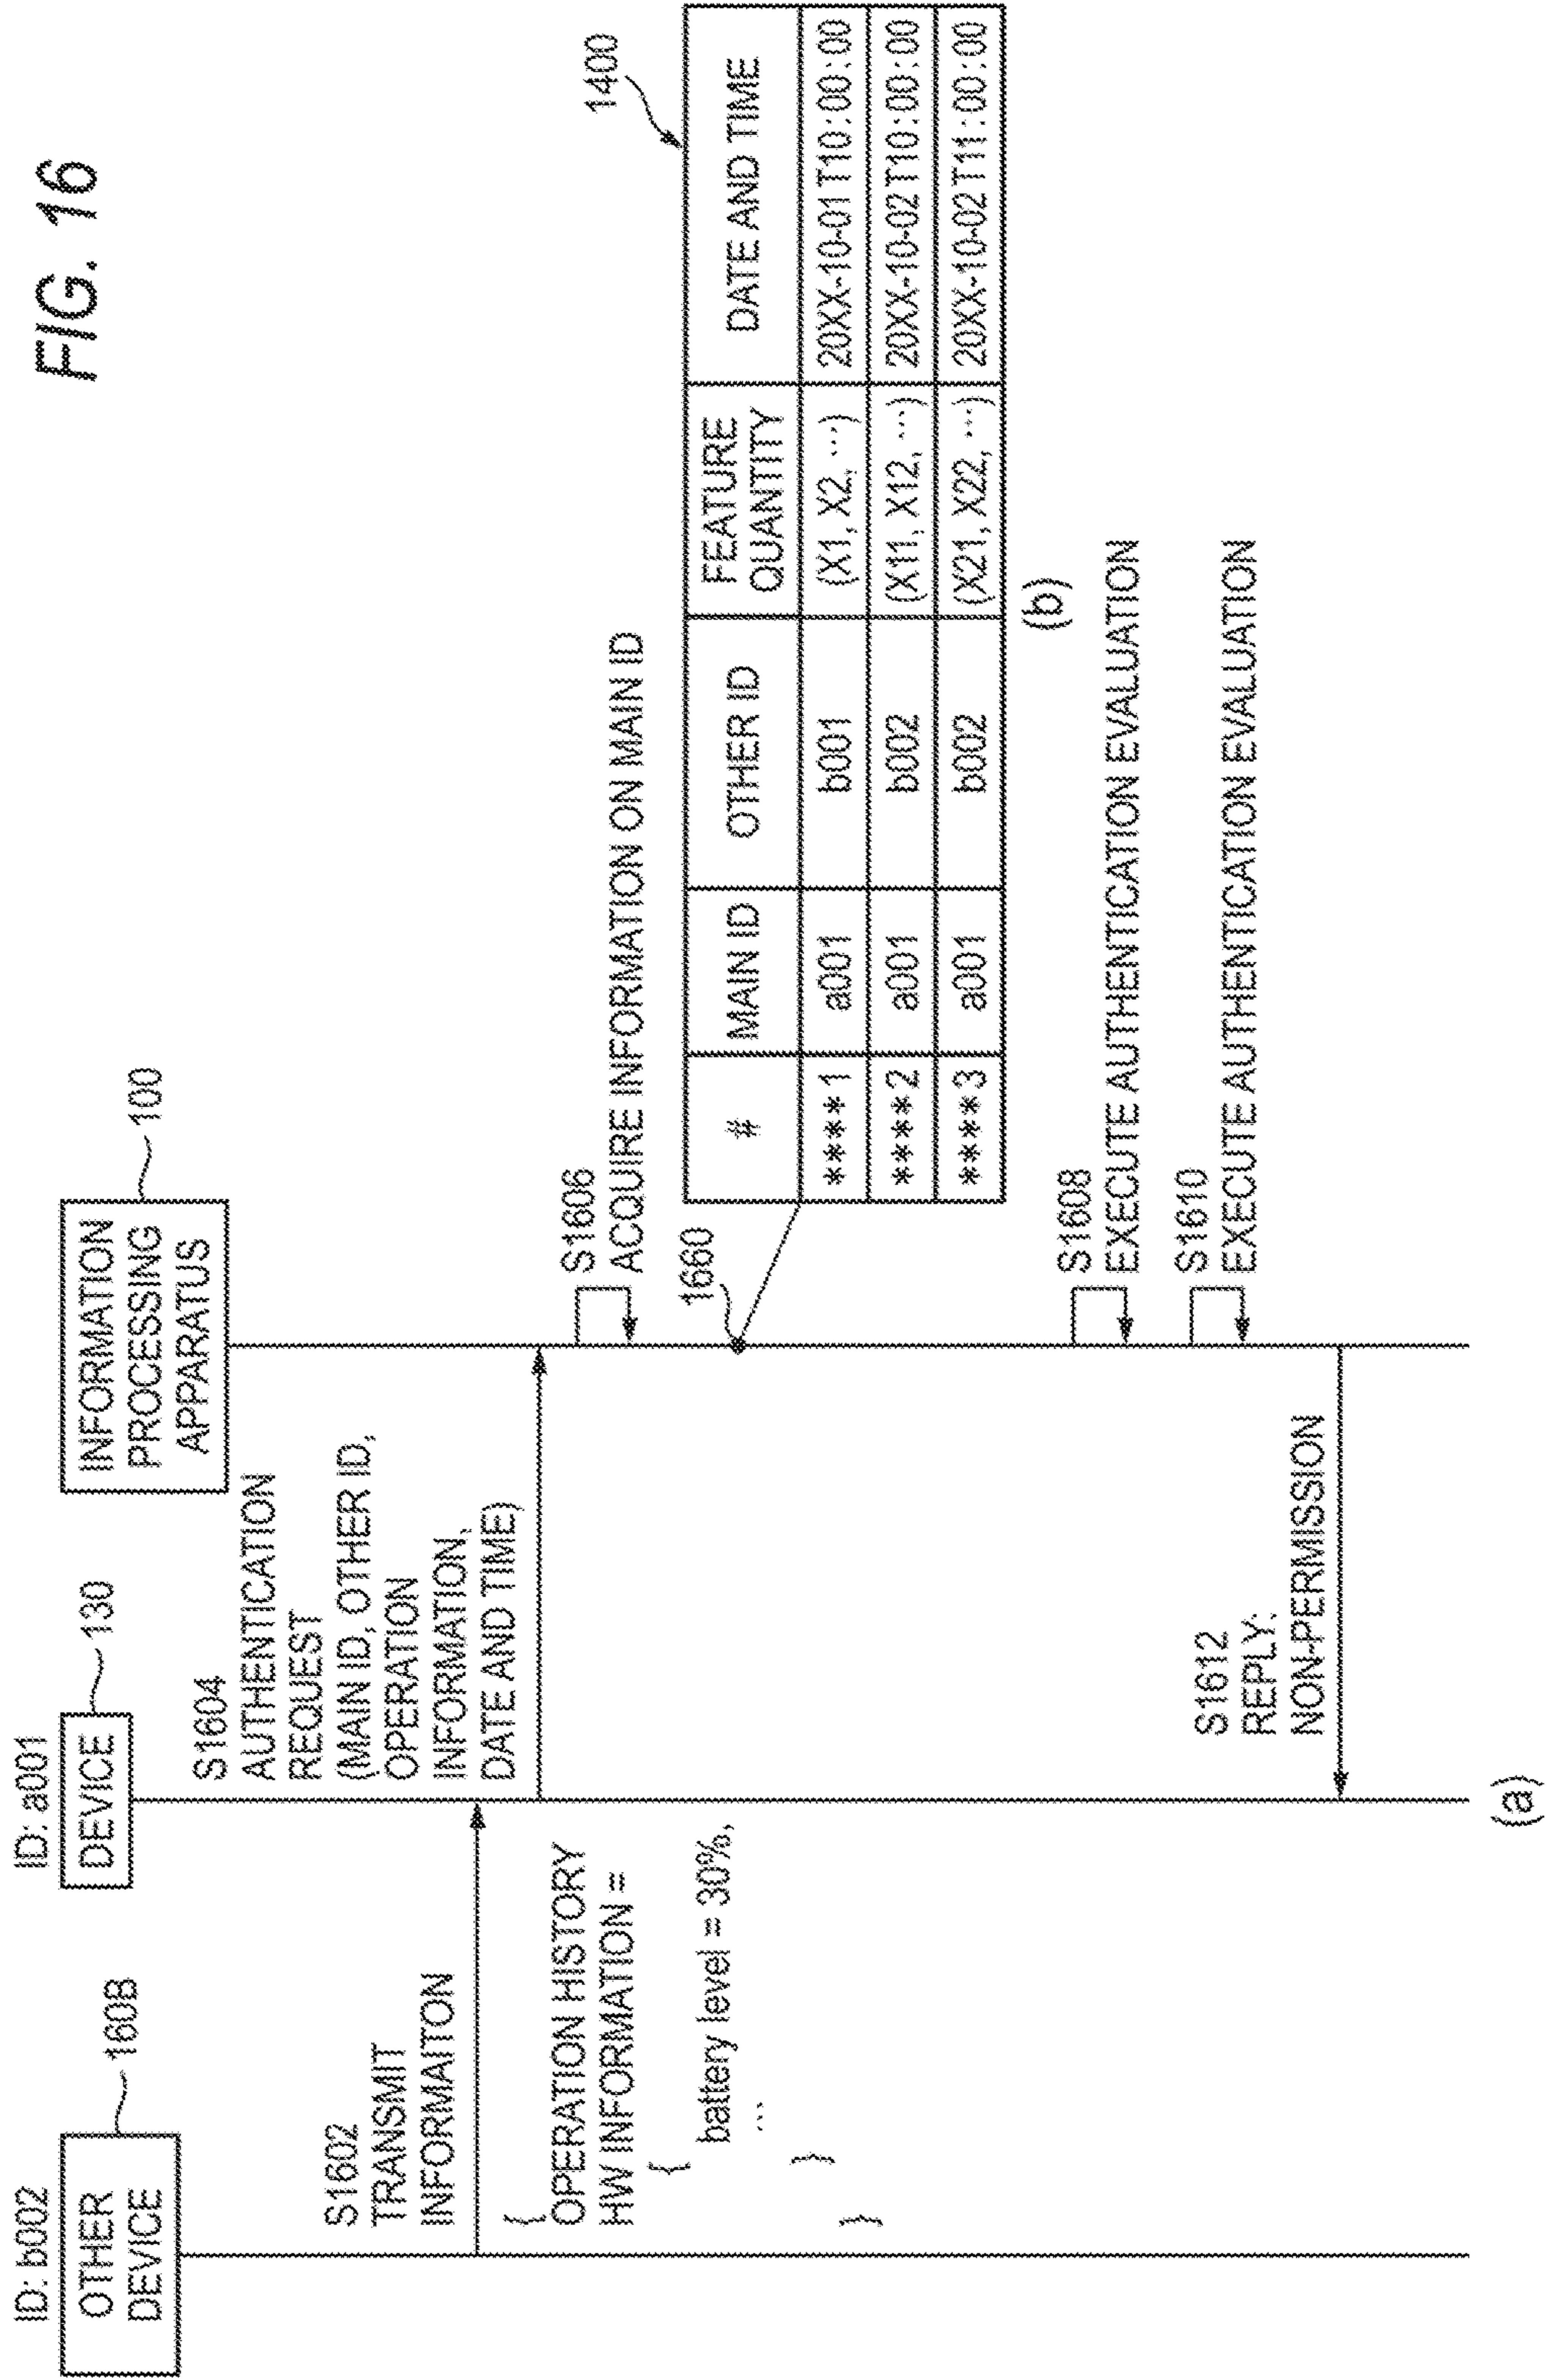 FIG. 16
ID: b002
OTHER
DEVICE
160B
ID: a001
DEVICE
130
INFORMATION
PROCESSING
APPARATUS
100
S1602
TRANSMIT
INFORMAITON
{
OPERATION HISTORY
HW INFORMATION =
{
battery level = 30%,
...
}
}
S1604
AUTHENTICATION
REQUEST
(MAIN ID, OTHER ID,
OPERATION
INFORMATION,
DATE AND TIME)
S1606
ACQUIRE INFORMATION ON MAIN ID
1660
1400
# MAIN ID OTHER ID FEATURE QUANTITY DATE AND TIME
****1 a001 b001 (X1, X2, ...) 20XX-10-01T10:00:00
****2 a001 b002 (X11, X12, ...) 20XX-10-02T10:00:00
****3 a001 b002 (X21, X22, ...) 20XX-10-02T11:00:00
(b)
S1608
EXECUTE AUTHENTICATION EVALUATION
S1610
EXECUTE AUTHENTICATION EVALUATION
S1612
REPLY:
NON-PERMISSION
(a)